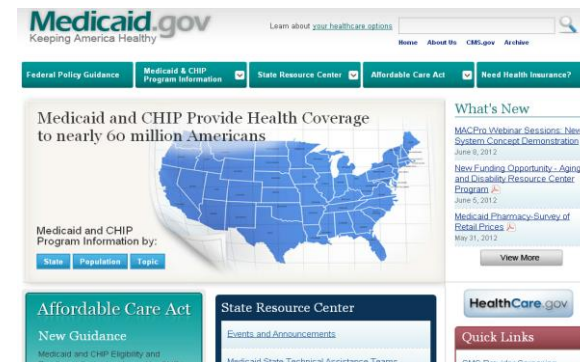 Medicaid.gov
Keeping America Healthy
Learn about your healthcare options
Home About Us CMS.gov Archive
Federal Policy Guidance
Medicaid & CHIP
Program Information
State Resource Center
Affordable Care Act
Need Health Insurance?
Medicaid and CHIP Provide Health Coverage
to nearly 60 million Americans
Medicaid and CHIP
Program Information by:
State Population Topic
What's New
MACPro Webinar Sessions: New
System Concept Demonstration
June 8, 2012
New Funding Opportunity - Aging
and Disability Resource Center
Program
June 5, 2012
Medicaid Pharmacy-Survey of
Retail Prices
May 31, 2012
View More
HealthCare.gov
Affordable Care Act
New Guidance
Medicaid and CHIP Eligibility and
State Resource Center
Events and Announcements
Medicaid State Technical Assistance Teams
Quick Links